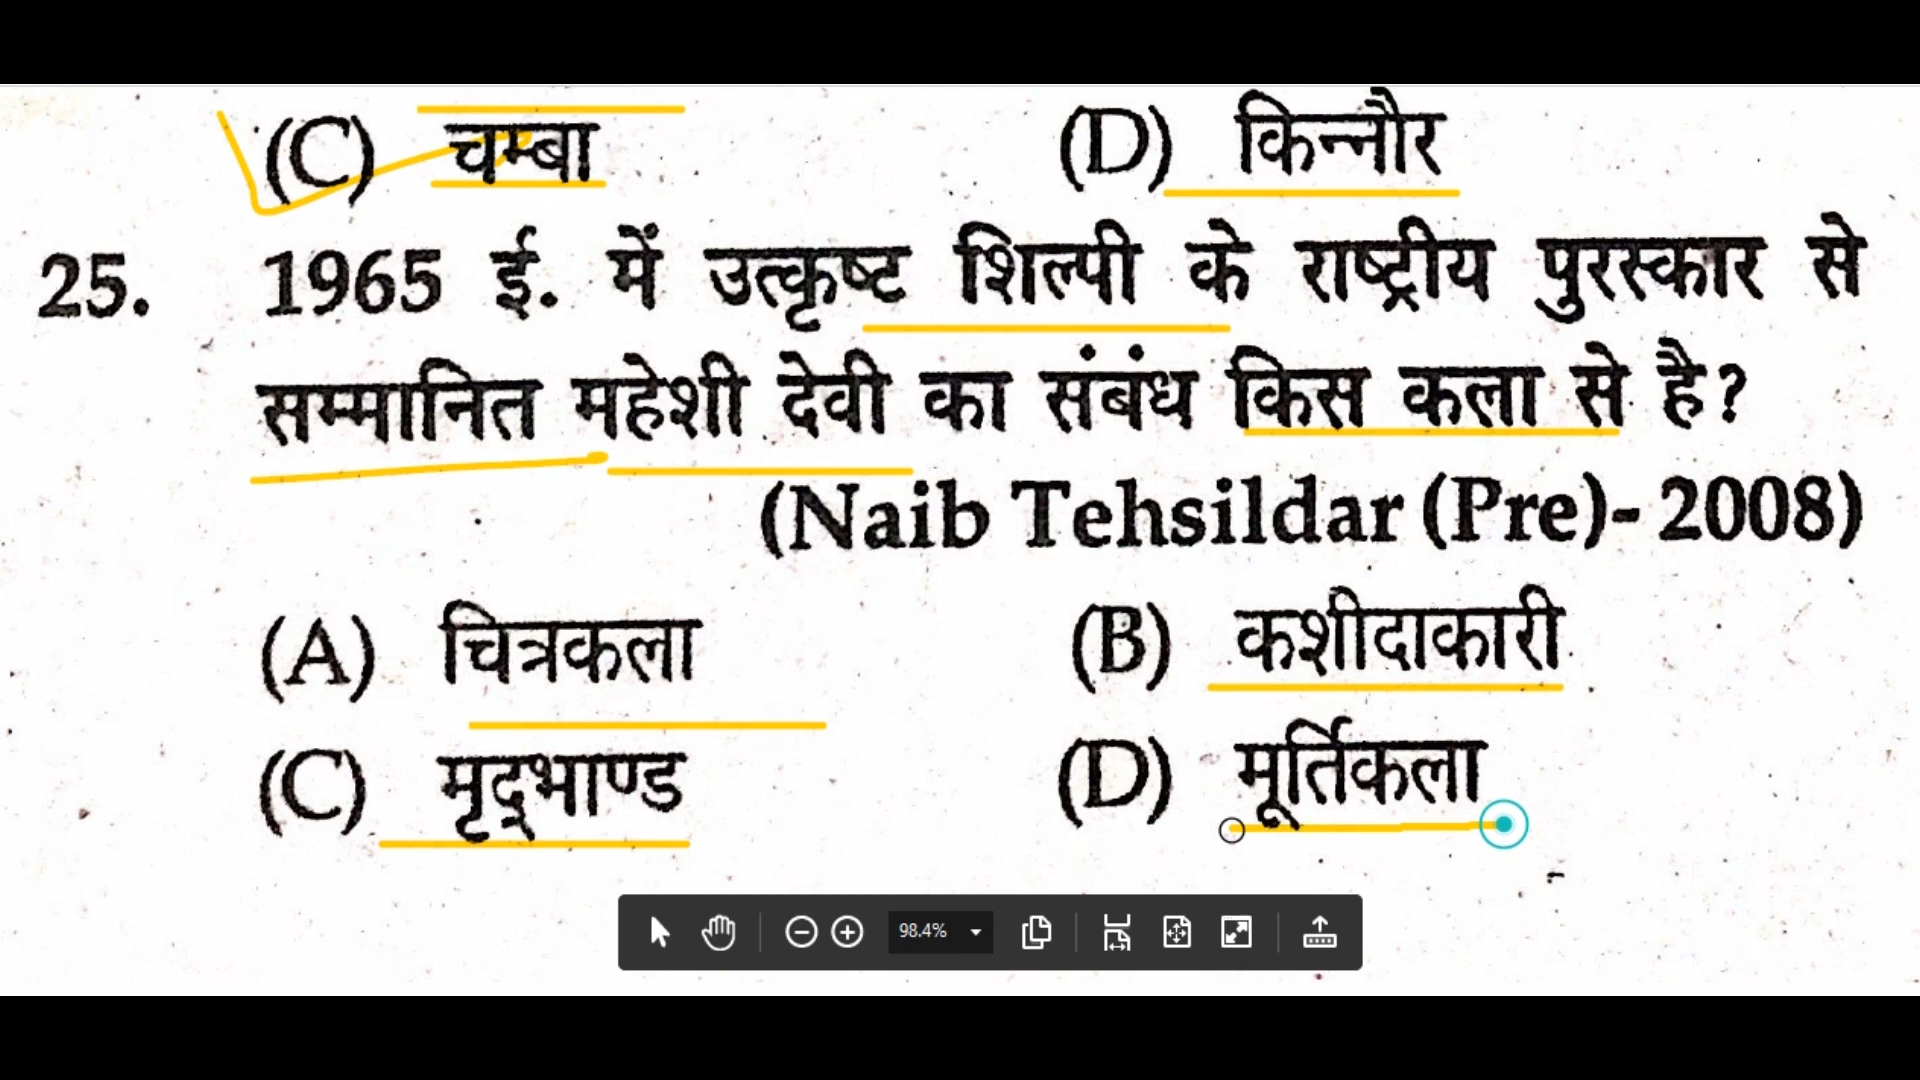 (C) चम्बा (D) किन्नौर
25. 1965 ई. में उत्कृष्ट शिल्पी के राष्ट्रीय पुरस्कार से
सम्मानित महेशी देवी का संबंध किस कला से है?
(Naib Tehsildar (Pre)- 2008)
(A) चित्रकला (B) कशीदाकारी
(C) मृद्भाण्ड (D) मूर्तिकला
98.4%